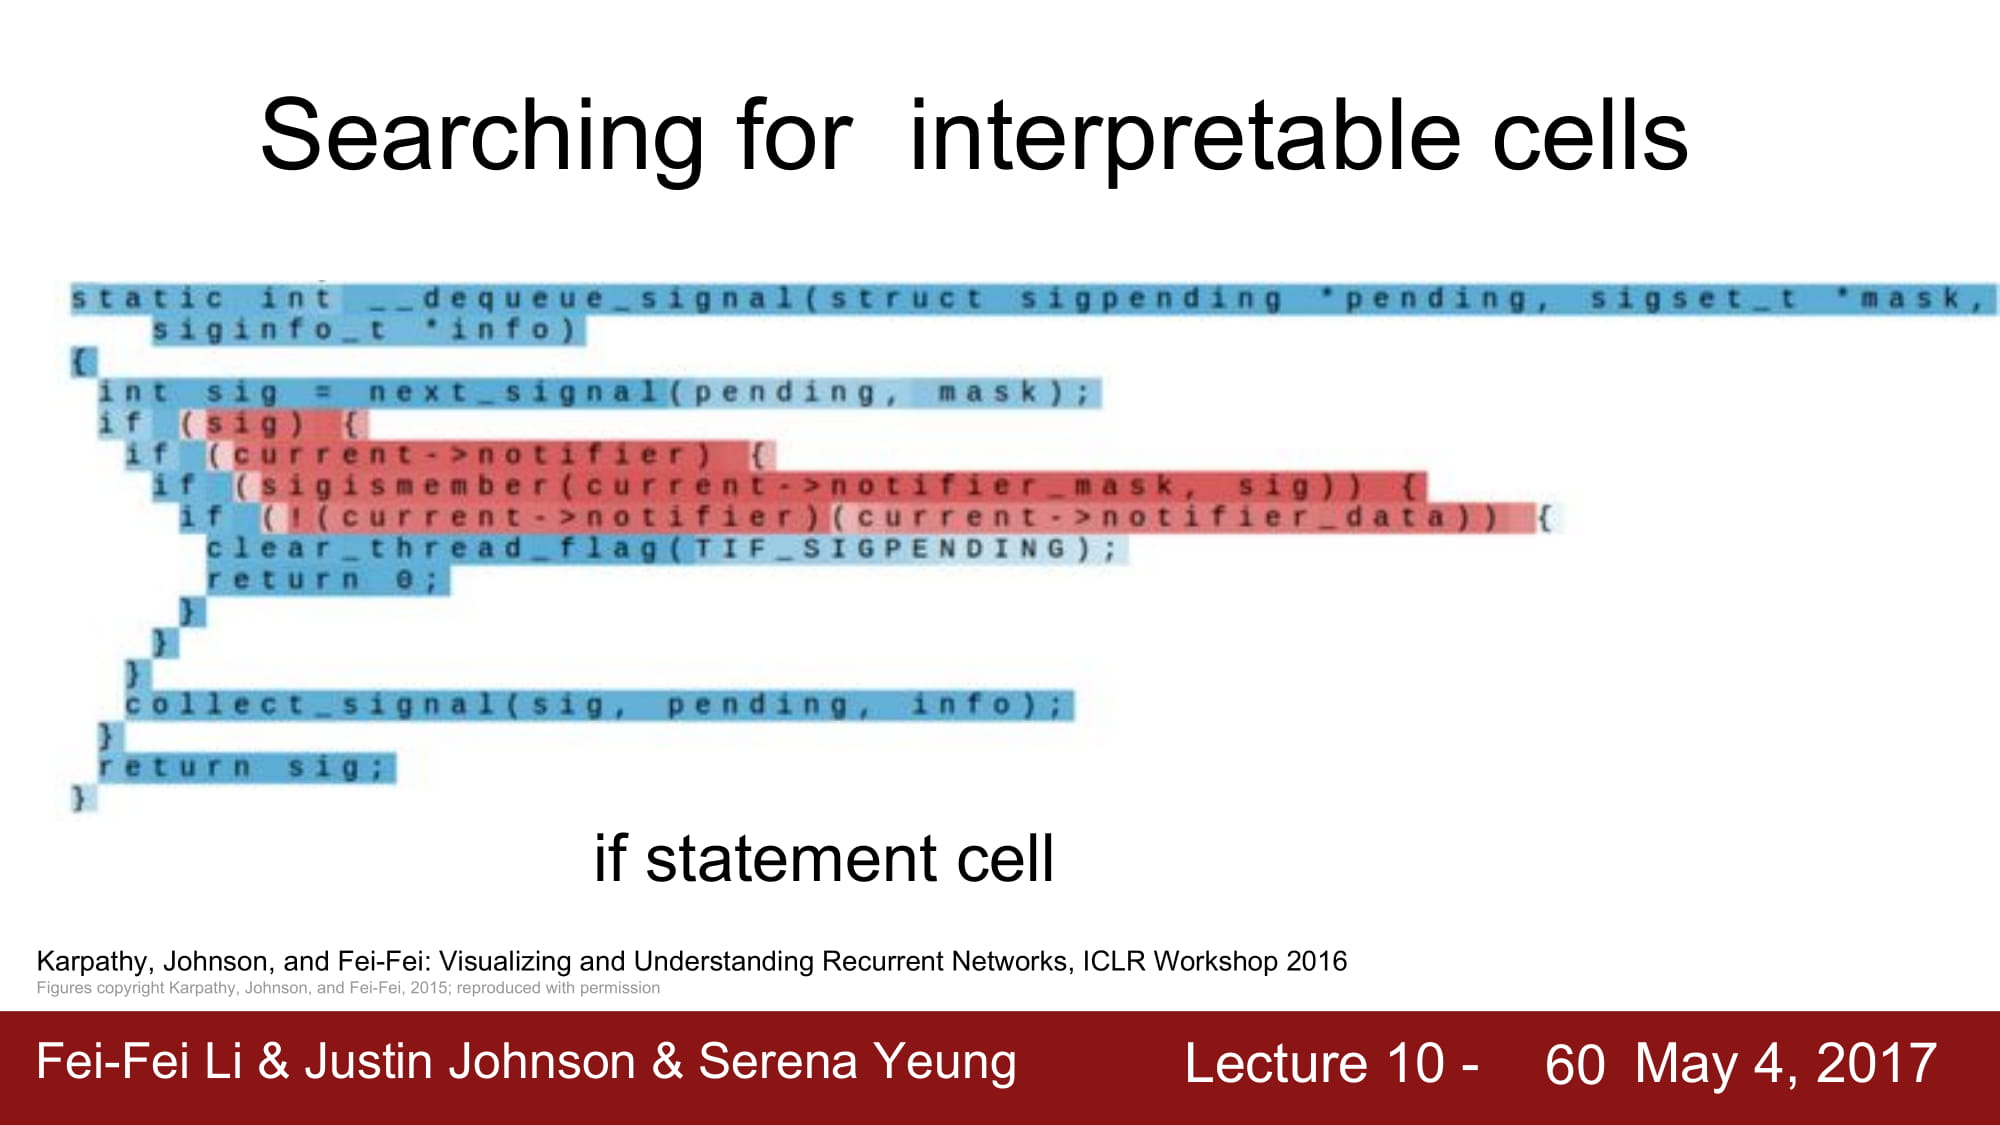 Searching for  interpretable cells
static int __dequeue_signal(struct sigpending *pending, sigset_t *mask,
siginfo_t *info)
{
int sig = next_signal(pending, mask);
if (sig) {
if (current->notifier) {
if (sigismember(current->notifier_mask, sig)) {
if (!(current->notifier)(current->notifier_data)) {
clear_thread_flag(TIF_SIGPENDING);
return 0;
}
}
}
collect_signal(sig, pending, info);
}
return sig;
}
if statement cell
Karpathy, Johnson, and Fei-Fei: Visualizing and Understanding Recurrent Networks, ICLR Workshop 2016
Figures copyright Karpathy, Johnson, and Fei-Fei, 2015; reproduced with permission
Fei-Fei Li & Justin Johnson & Serena Yeung Lecture 10 - 60 May 4, 2017